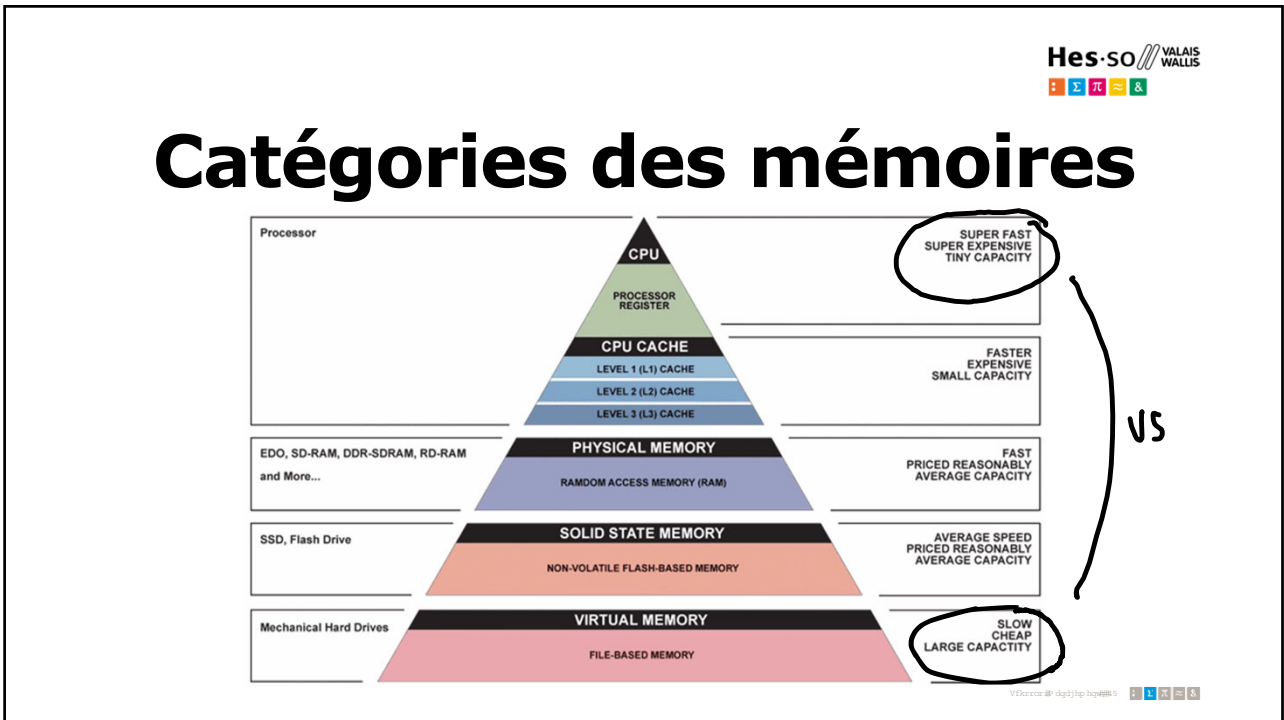 Hes·so // VALAIS
WALLIS
: Σ π ≈ &
Catégories des mémoires
Processor
CPU
PROCESSOR
REGISTER
SUPER FAST
SUPER EXPENSIVE
TINY CAPACITY
CPU CACHE
LEVEL 1 (L1) CACHE
LEVEL 2 (L2) CACHE
LEVEL 3 (L3) CACHE
FASTER
EXPENSIVE
SMALL CAPACITY
VS
EDO, SD-RAM, DDR-SDRAM, RD-RAM
and More...
PHYSICAL MEMORY
RAMDOM ACCESS MEMORY (RAM)
FAST
PRICED REASONABLY
AVERAGE CAPACITY
SSD, Flash Drive
SOLID STATE MEMORY
NON-VOLATILE FLASH-BASED MEMORY
AVERAGE SPEED
PRICED REASONABLY
AVERAGE CAPACITY
Mechanical Hard Drives
VIRTUAL MEMORY
FILE-BASED MEMORY
SLOW
CHEAP
LARGE CAPACTITY
: Σ π ≈ &